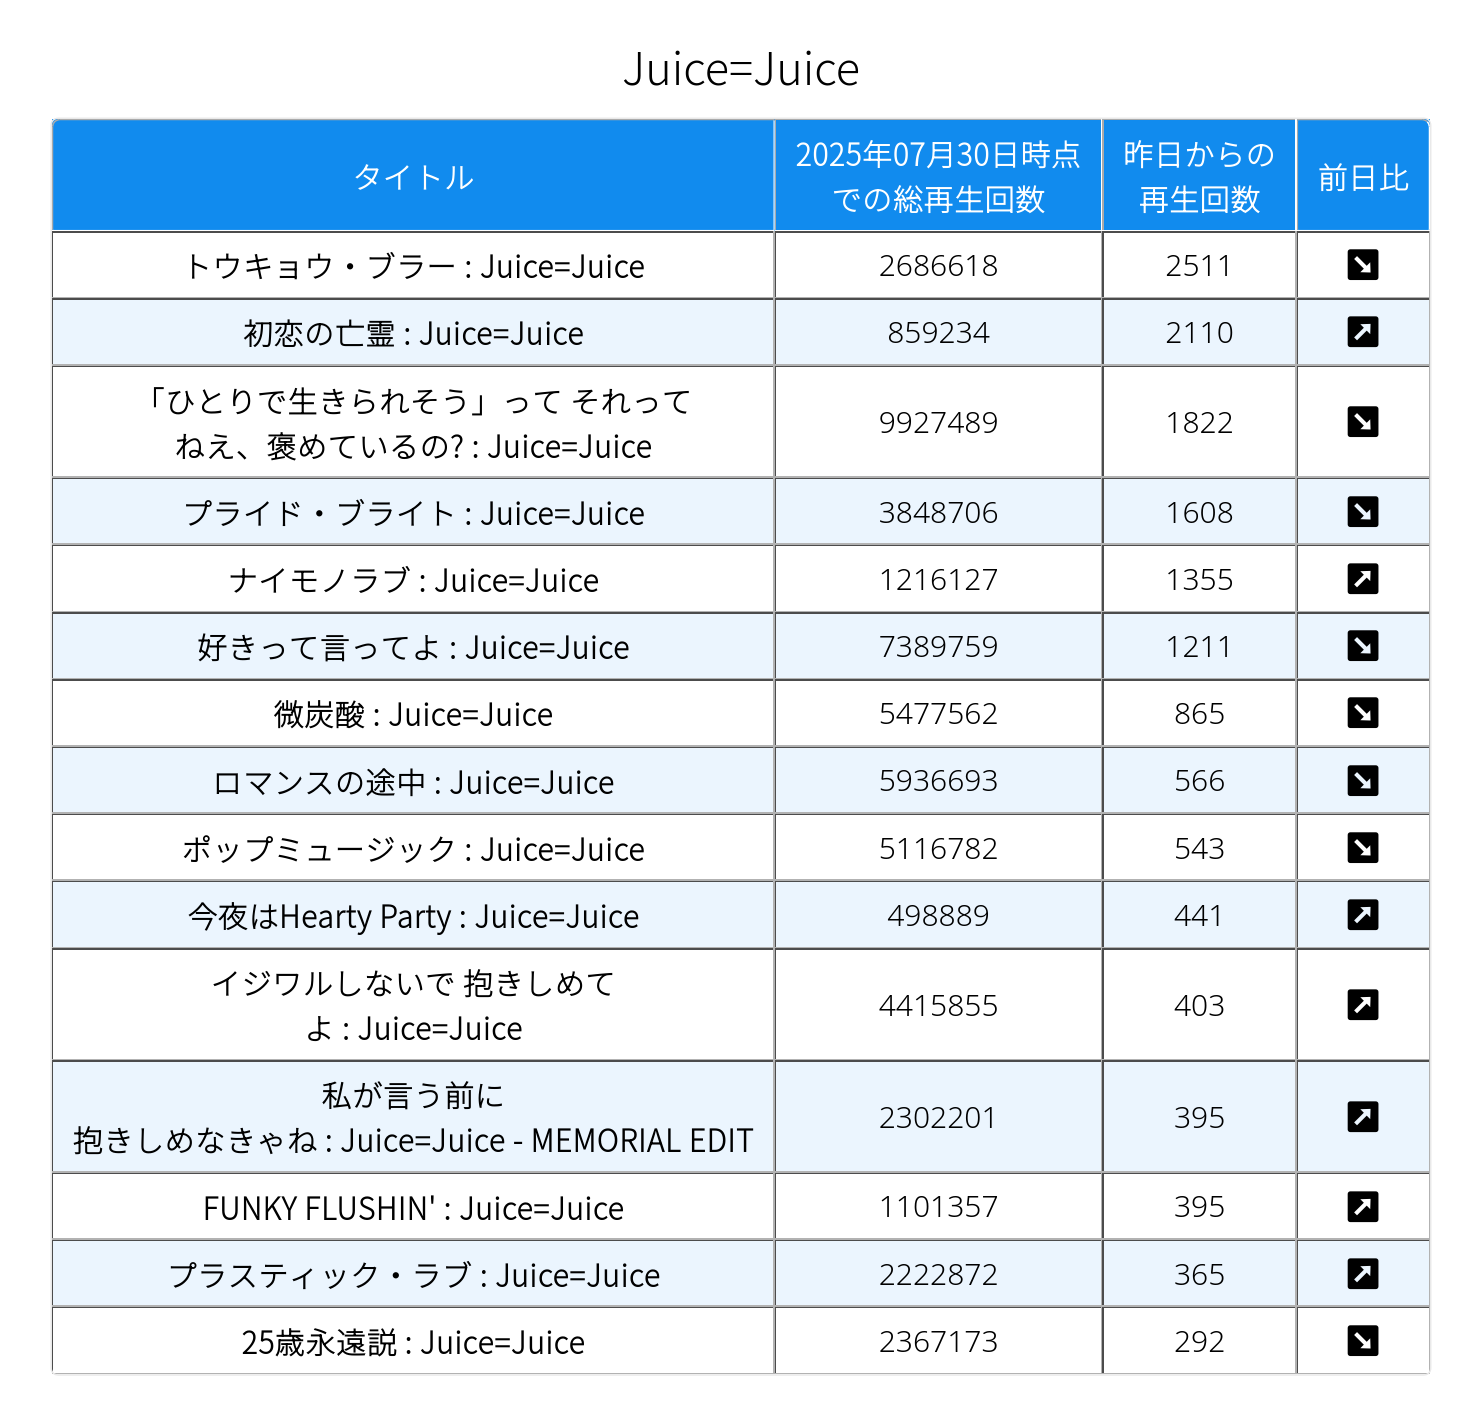 Juice=Juice
タイトル
2025年07月30日時点
での総再生回数
昨日からの
再生回数
前日比
トウキョウ・ブラー : Juice=Juice 2686618 2511 ↘
初恋の亡霊 : Juice=Juice 859234 2110 ↗
「ひとりで生きられそう」って それって
ねえ、褒めているの? : Juice=Juice 9927489 1822 ↘
プライド・ブライト : Juice=Juice 3848706 1608 ↘
ナイモノラブ : Juice=Juice 1216127 1355 ↗
好きって言ってよ : Juice=Juice 7389759 1211 ↘
微炭酸 : Juice=Juice 5477562 865 ↘
ロマンスの途中 : Juice=Juice 5936693 566 ↘
ポップミュージック : Juice=Juice 5116782 543 ↘
今夜はHearty Party : Juice=Juice 498889 441 ↗
イジワルしないで 抱きしめて
よ : Juice=Juice 4415855 403 ↗
私が言う前に
抱きしめなきゃね : Juice=Juice - MEMORIAL EDIT 2302201 395 ↗
FUNKY FLUSHIN' : Juice=Juice 1101357 395 ↗
プラスティック・ラブ : Juice=Juice 2222872 365 ↗
25歳永遠説 : Juice=Juice 2367173 292 ↘